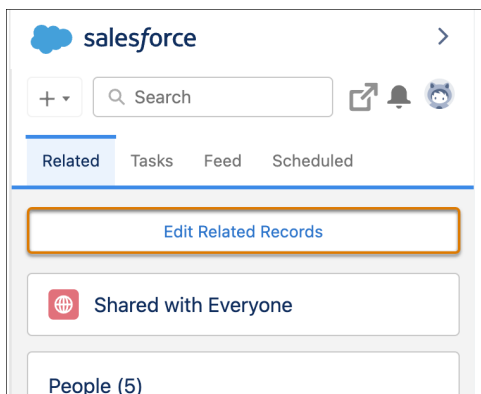 salesforce
Search
Related Tasks Feed Scheduled
Edit Related Records
Shared with Everyone
People (5)